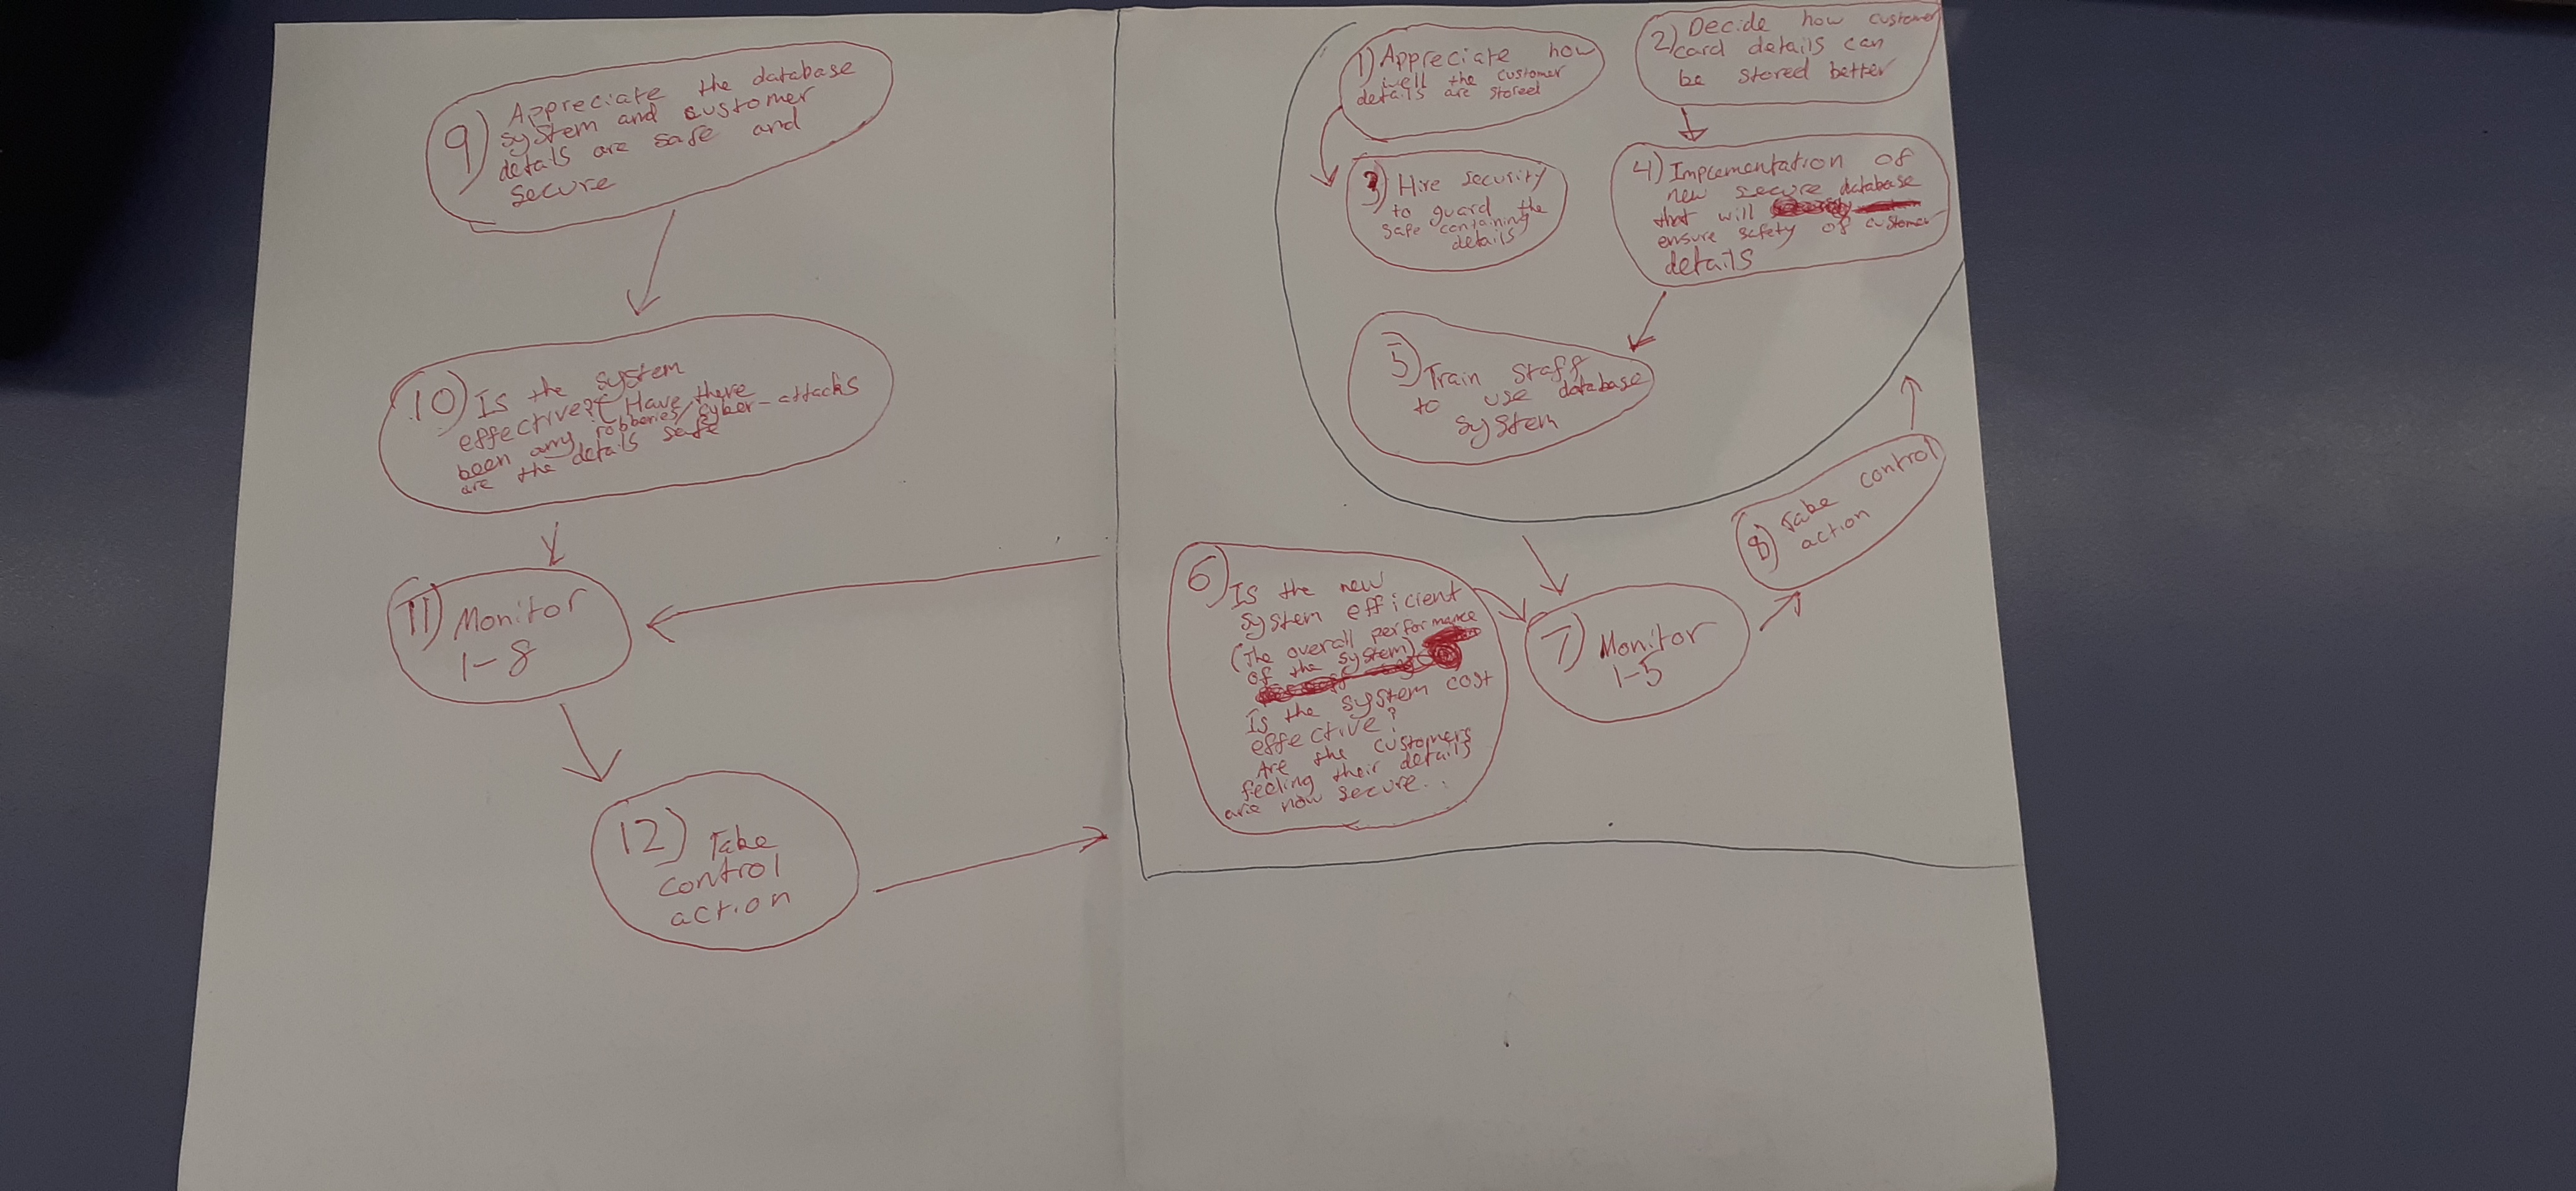 9) Appreciate the database
system and customer
details are safe and
secure
10) Is the system
effective? (Have there
been any robberies/cyber-attacks
are the details safe
11) Monitor
1-8
12) Take
control
action
1) Appreciate how
well the customer
details are stored
2) Decide how customer
card details can
be stored better
3) Hire security
to guard the
safe containing
details
4) Implementation of
new secure database
that will
ensure safety of customer
details
5) Train staff
to use database
system
6) Is the new
system efficient
(The overall performance
of the system)
Is the system cost
effective?
Are the customers
feeling their details
are now secure.
7) Monitor
1-5
8) Take control
action